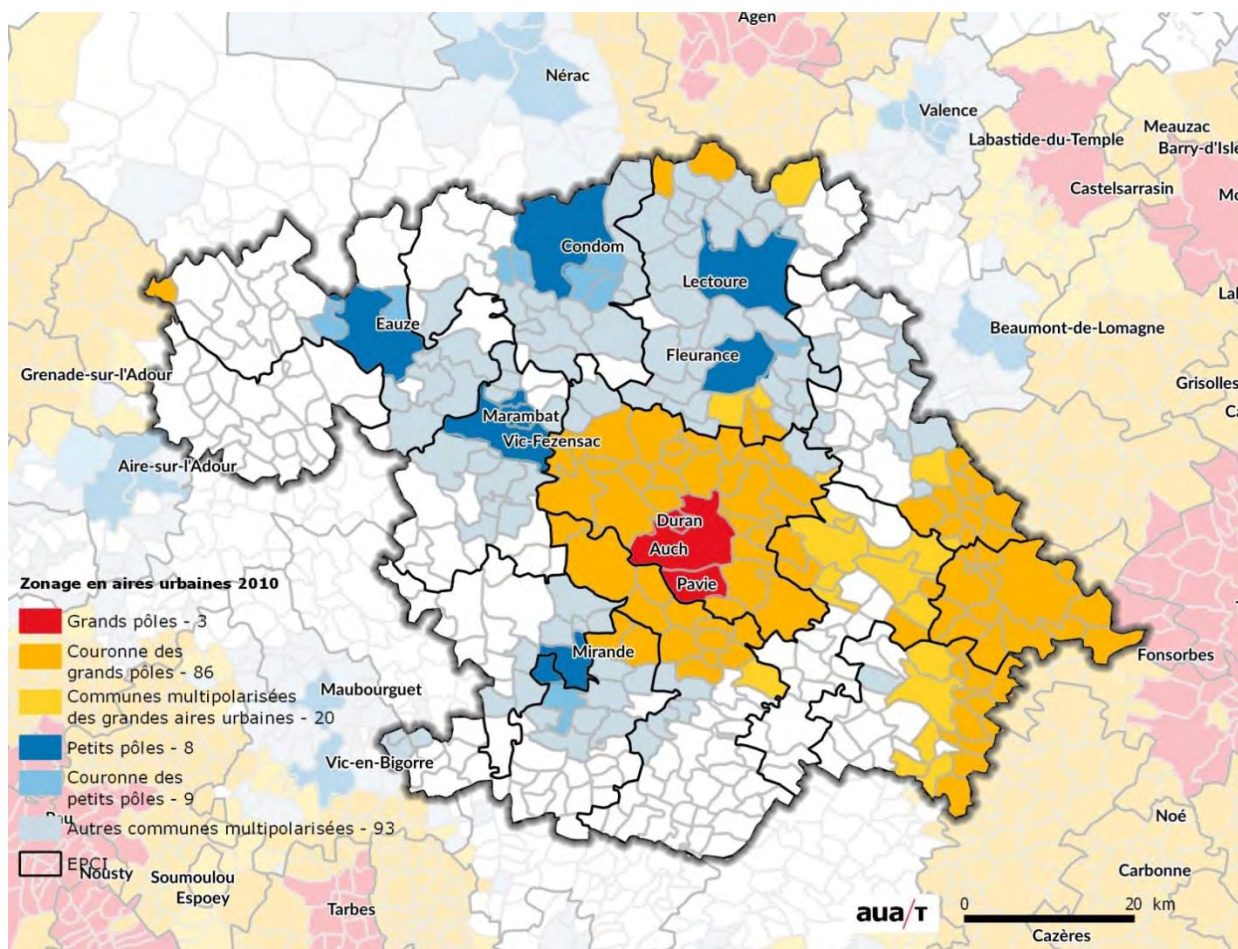 Agen
Nérac
Valence
Labastide-du-Temple
Meauzac
Barry-d'Isle
Castelsarrasin
Condom
Lectoure
Eauze
Beaumont-de-Lomagne
Fleurance
Grenade-sur-l'Adour
Grisolles
Marambat
Vic-Fezensac
Aire-sur-l'Adour
Duran
Auch
Pavie
Zonage en aires urbaines 2010
Grands pôles - 3
Couronne des
grands pôles - 86
Communes multipolarisées
des grandes aires urbaines - 20
Petits pôles - 8
Couronne des
petits pôles - 9
Autres communes multipolarisées - 93
EPCI
Mirande
Fonsorbes
Maubourguet
Vic-en-Bigorre
Pau
Nousty
Soumoulou
Espoey
Tarbes
Noé
Carbonne
aua/T
0 20 km
Cazères